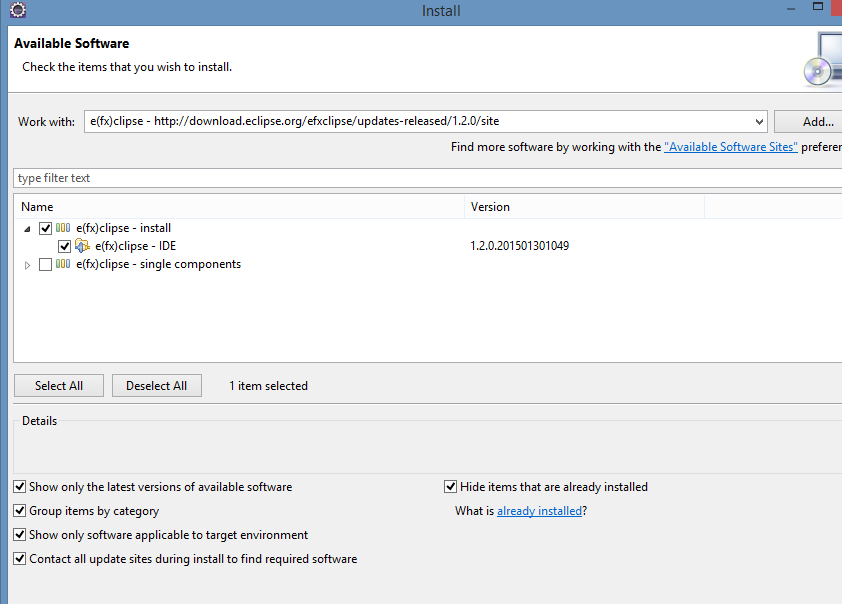 Install
Available Software
Check the items that you wish to install.
Work with: e(fx)clipse - http://download.eclipse.org/efxclipse/updates-released/1.2.0/site Add...
Find more software by working with the "Available Software Sites" preferen
type filter text
Name Version
e(fx)clipse - install
e(fx)clipse - IDE 1.2.0.201501301049
e(fx)clipse - single components
Select All Deselect All 1 item selected
Details
Show only the latest versions of available software Hide items that are already installed
Group items by category What is already installed?
Show only software applicable to target environment
Contact all update sites during install to find required software